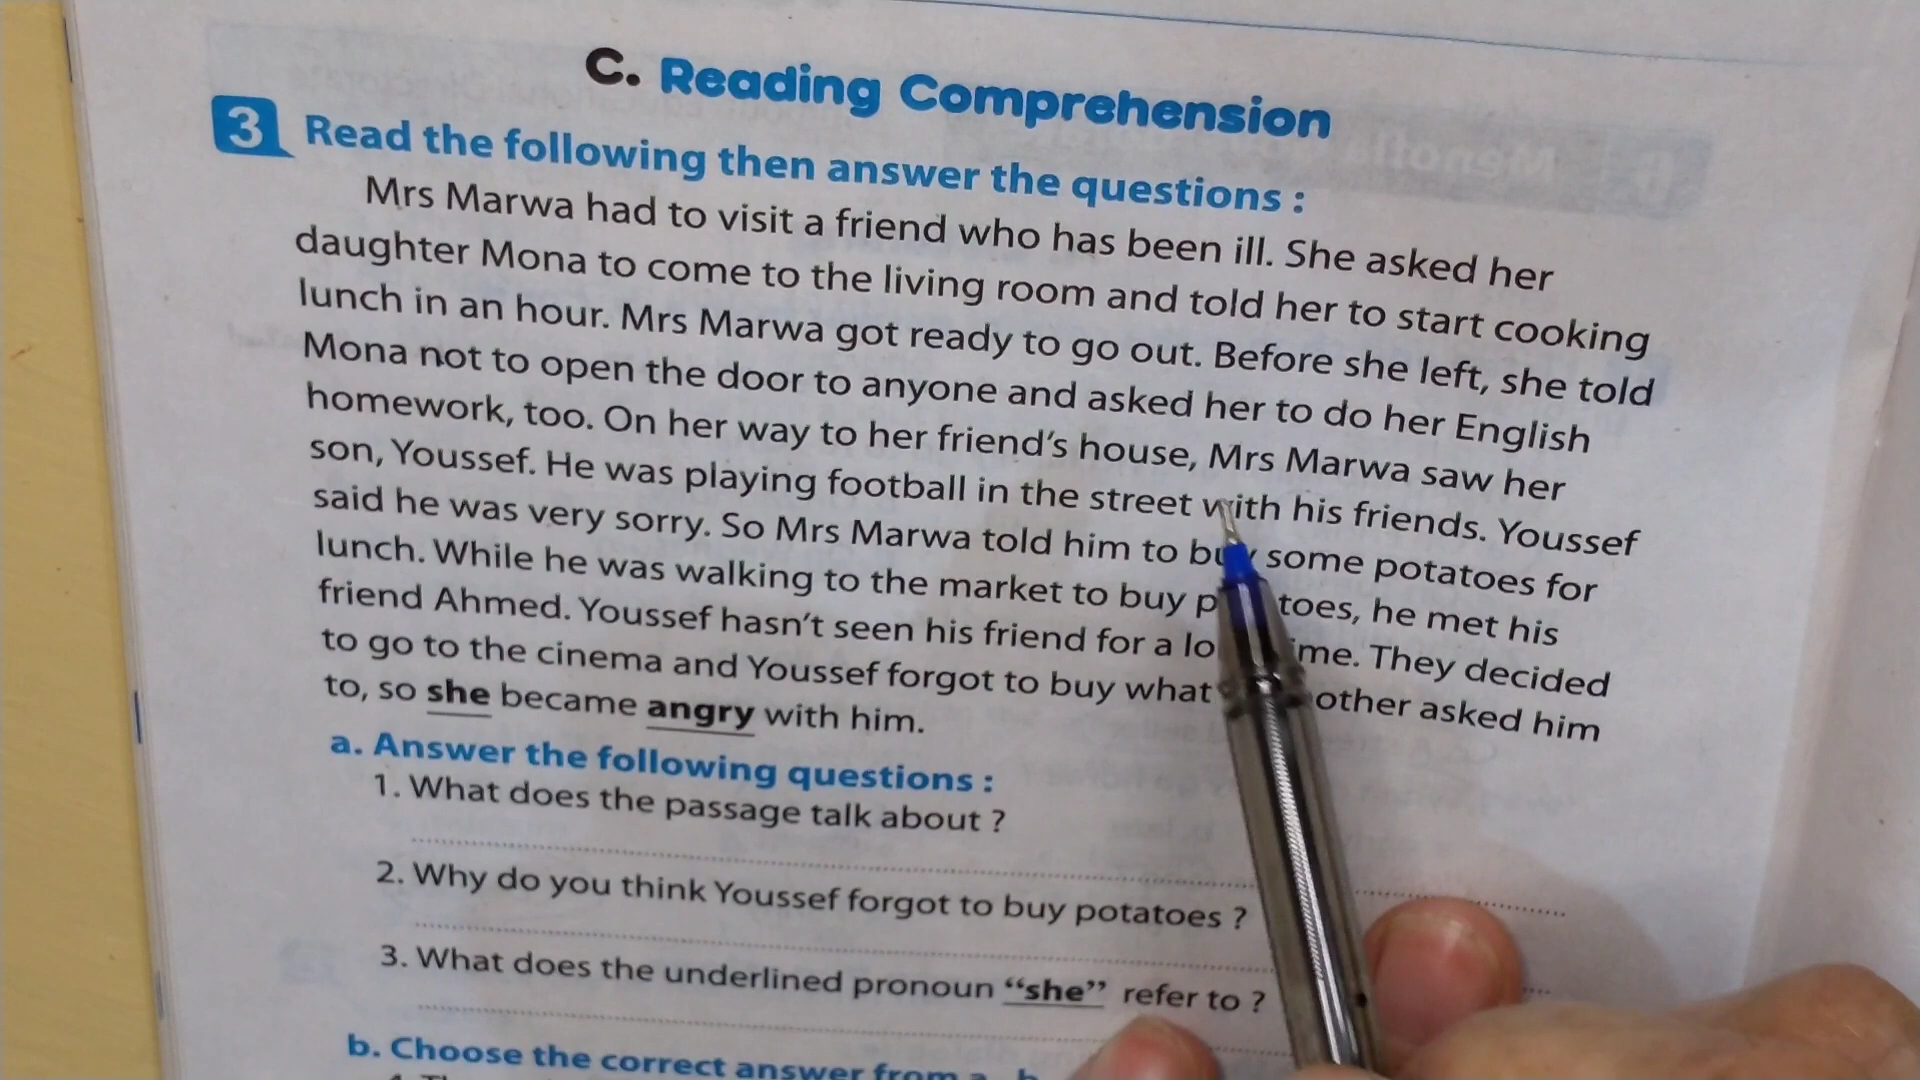 C. Reading Comprehension
3 Read the following then answer the questions :
Mrs Marwa had to visit a friend who has been ill. She asked her
daughter Mona to come to the living room and told her to start cooking
lunch in an hour. Mrs Marwa got ready to go out. Before she left, she told
Mona not to open the door to anyone and asked her to do her English
homework, too. On her way to her friend's house, Mrs Marwa saw her
son, Youssef. He was playing football in the street with his friends. Youssef
said he was very sorry. So Mrs Marwa told him to buy some potatoes for
lunch. While he was walking to the market to buy potatoes, he met his
friend Ahmed. Youssef hasn't seen his friend for a long time. They decided
to go to the cinema and Youssef forgot to buy what mother asked him
to, so she became angry with him.
a. Answer the following questions :
1. What does the passage talk about ?
2. Why do you think Youssef forgot to buy potatoes ?
3. What does the underlined pronoun “she” refer to ?
b. Choose the correct answer from a, b